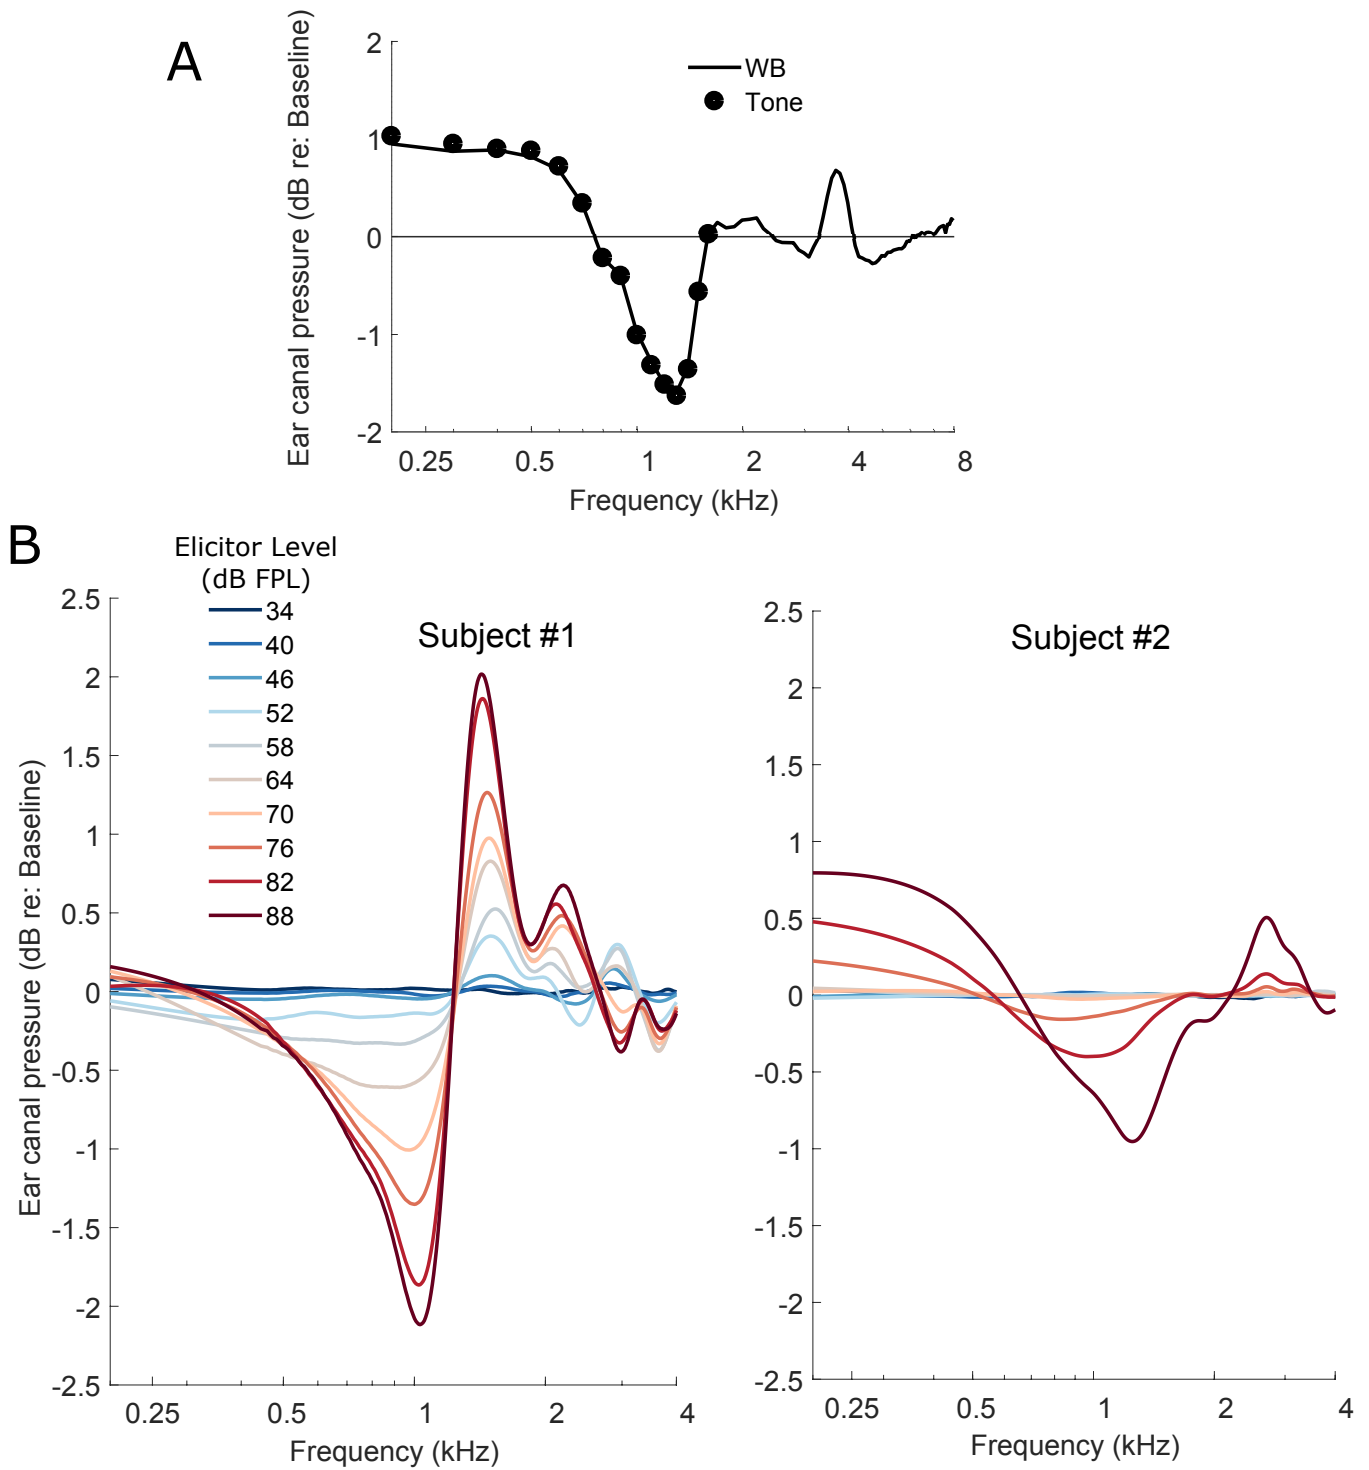 A
Ear canal pressure (dB re: Baseline)
2
1
0
-1
-2
WB
Tone
0.25 0.5 1 2 4 8
Frequency (kHz)
B
Elicitor Level
(dB FPL)
34
40
46
52
58
64
70
76
82
88
Subject #1
Ear canal pressure (dB re: Baseline)
2.5
2
1.5
1
0.5
0
-0.5
-1
-1.5
-2
-2.5
0.25 0.5 1 2 4
Frequency (kHz)
Subject #2
2.5
2
1.5
1
0.5
0
-0.5
-1
-1.5
-2
-2.5
0.25 0.5 1 2 4
Frequency (kHz)